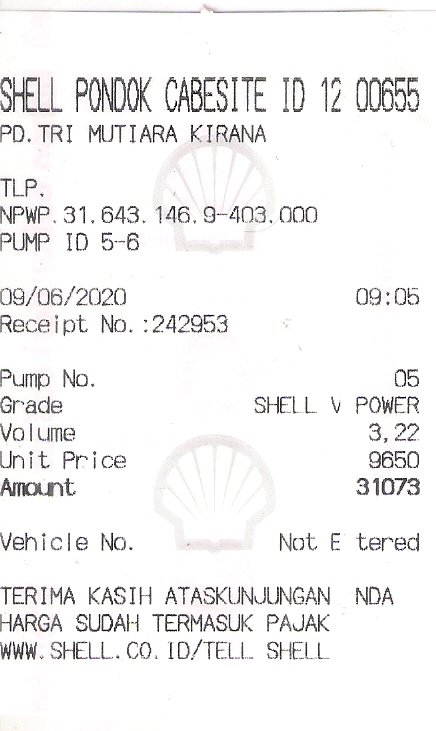 SHELL PONDOK CABESITE ID 12 00655
PD.TRI MUTIARA KIRANA
TLP.
NPWP.31.643.146.9-403.000
PUMP ID 5-6
09/06/2020 09:05
Receipt No.:242953
Pump No. 05
Grade SHELL V POWER
Volume 3,22
Unit Price 9650
Amount 31073
Vehicle No. Not E tered
TERIMA KASIH ATASKUNJUNGAN NDA
HARGA SUDAH TERMASUK PAJAK
WWW.SHELL.CO.ID/TELL SHELL